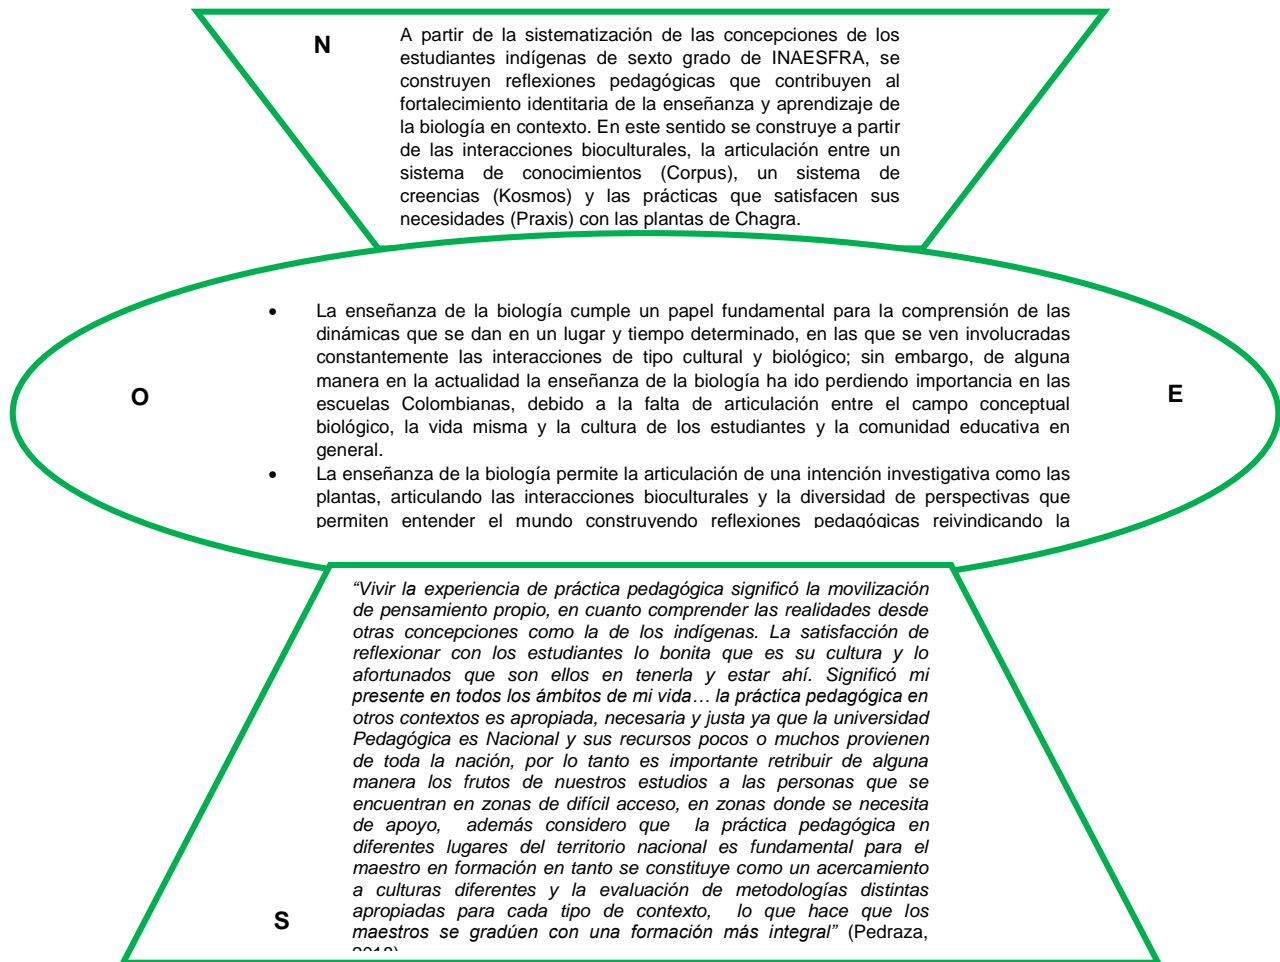 N
A partir de la sistematización de las concepciones de los
estudiantes indígenas de sexto grado de INAESFRA, se
construyen reflexiones pedagógicas que contribuyen al
fortalecimiento identitaria de la enseñanza y aprendizaje de
la biología en contexto. En este sentido se construye a partir
de las interacciones bioculturales, la articulación entre un
sistema de conocimientos (Corpus), un sistema de
creencias (Kosmos) y las prácticas que satisfacen sus
necesidades (Praxis) con las plantas de Chagra.
• La enseñanza de la biología cumple un papel fundamental para la comprensión de las
dinámicas que se dan en un lugar y tiempo determinado, en las que se ven involucradas
constantemente las interacciones de tipo cultural y biológico; sin embargo, de alguna
manera en la actualidad la enseñanza de la biología ha ido perdiendo importancia en las
escuelas Colombianas, debido a la falta de articulación entre el campo conceptual
biológico, la vida misma y la cultura de los estudiantes y la comunidad educativa en
general.
• La enseñanza de la biología permite la articulación de una intención investigativa como las
plantas, articulando las interacciones bioculturales y la diversidad de perspectivas que
permiten entender el mundo construyendo reflexiones pedagógicas reivindicando la
O
E
“Vivir la experiencia de práctica pedagógica significó la movilización
de pensamiento propio, en cuanto comprender las realidades desde
otras concepciones como la de los indígenas. La satisfacción de
reflexionar con los estudiantes lo bonita que es su cultura y lo
afortunados que son ellos en tenerla y estar ahí. Significó mi
presente en todos los ámbitos de mi vida… la práctica pedagógica en
otros contextos es apropiada, necesaria y justa ya que la universidad
Pedagógica es Nacional y sus recursos pocos o muchos provienen
de toda la nación, por lo tanto es importante retribuir de alguna
manera los frutos de nuestros estudios a las personas que se
encuentran en zonas de difícil acceso, en zonas donde se necesita
de apoyo, además considero que la práctica pedagógica en
diferentes lugares del territorio nacional es fundamental para el
maestro en formación en tanto se constituye como un acercamiento
a culturas diferentes y la evaluación de metodologías distintas
apropiadas para cada tipo de contexto, lo que hace que los
maestros se gradúen con una formación más integral” (Pedraza,
S